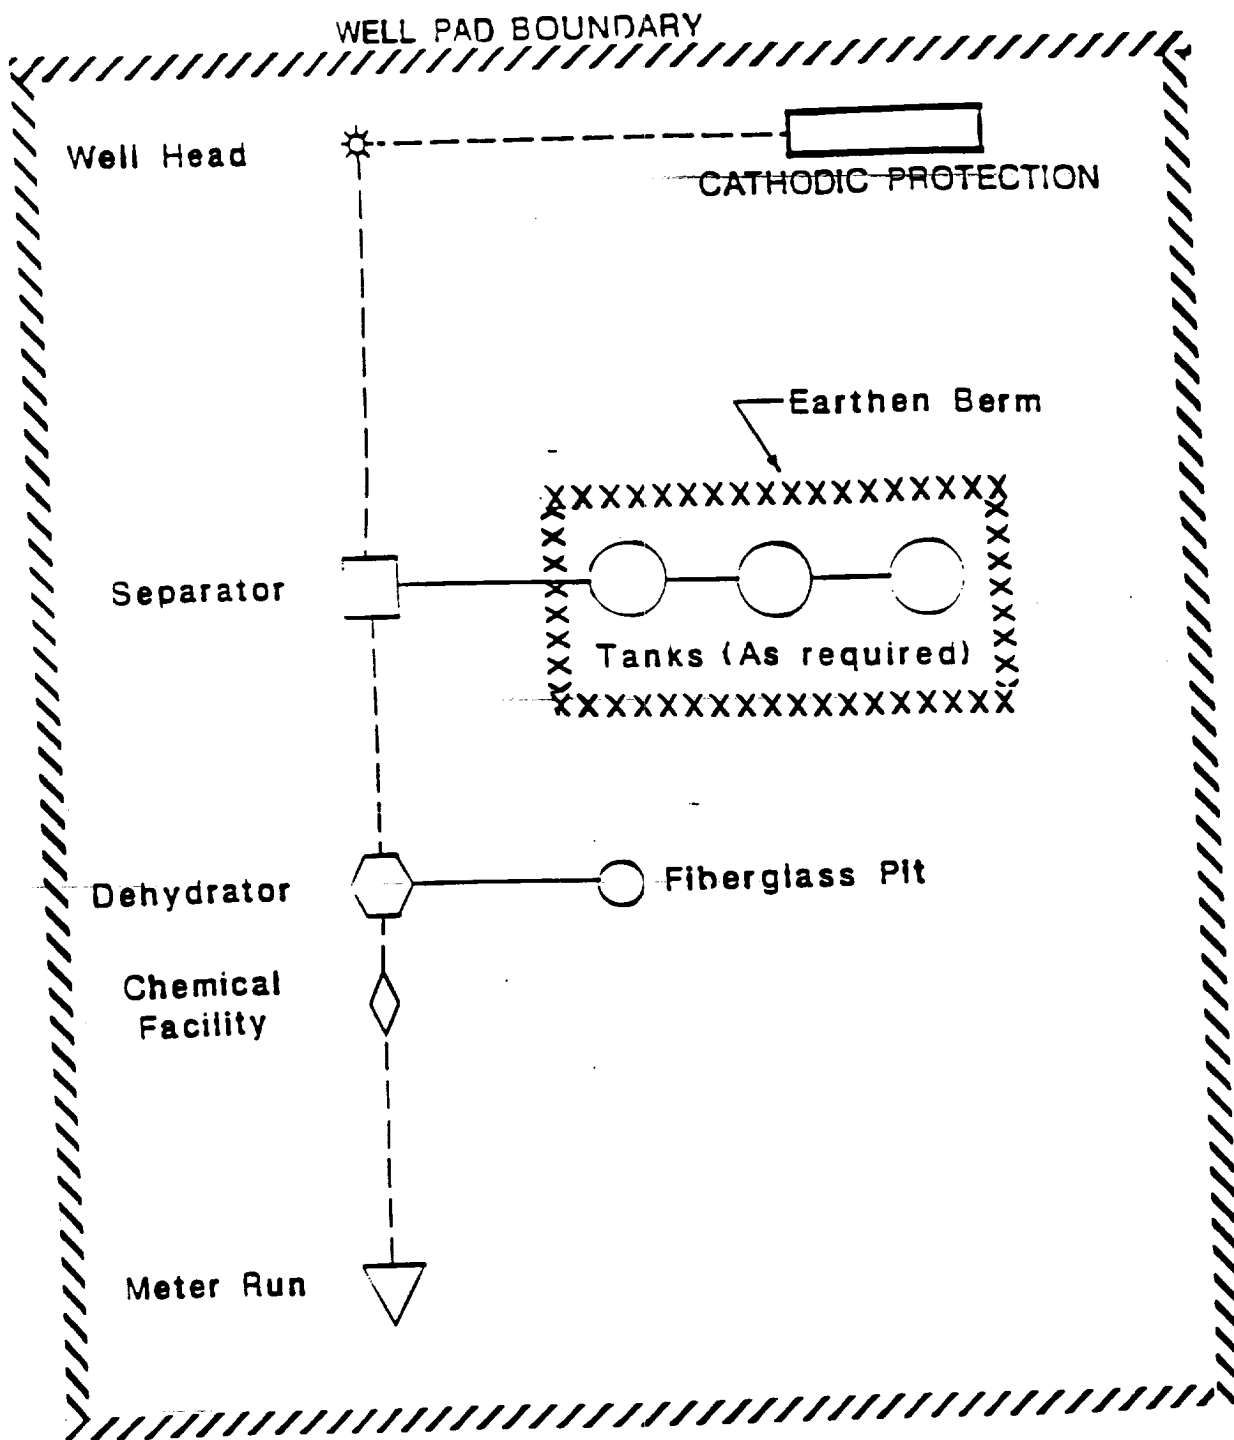 WELL PAD BOUNDARY
Well Head
CATHODIC PROTECTION
Earthen Berm
Separator
Tanks (As required)
Dehydrator
Fiberglass Pit
Chemical
Facility
Meter Run